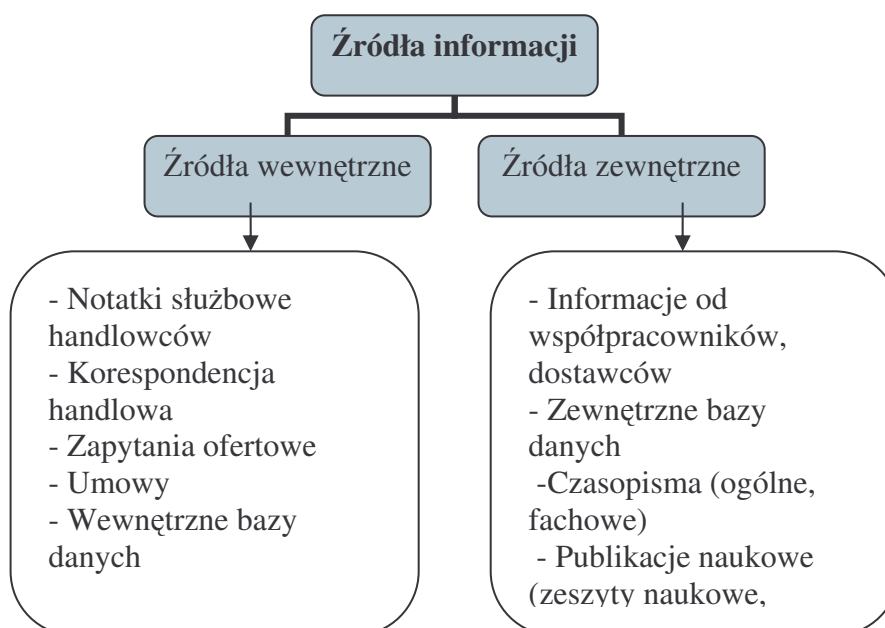 Źródła informacji
Źródła wewnętrzne
Źródła zewnętrzne
- Notatki służbowe
handlowców
- Korespondencja
handlowa
- Zapytania ofertowe
- Umowy
- Wewnętrzne bazy
danych
- Informacje od
współpracowników,
dostawców
- Zewnętrzne bazy
danych
-Czasopisma (ogólne,
fachowe)
- Publikacje naukowe
(zeszyty naukowe,